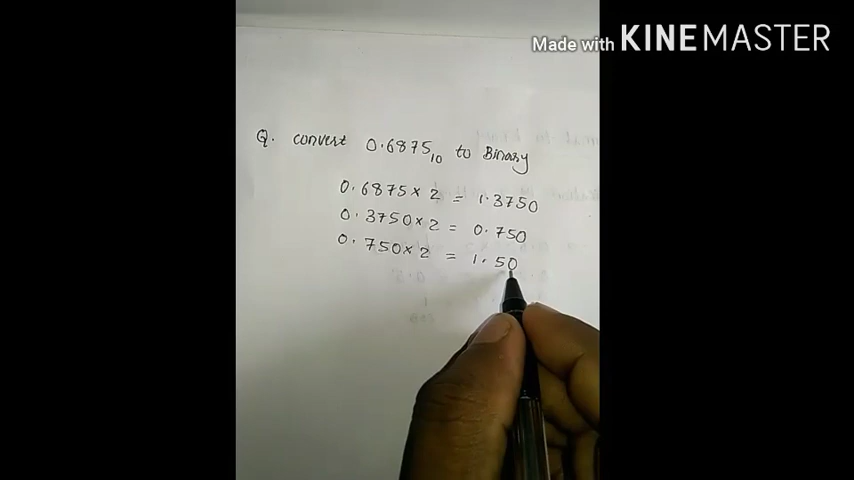 Made with KINEMASTER
Q. convert 0.6875₁₀ to Binary
0.6875 × 2 = 1.3750
0.3750 × 2 = 0.750
0.750 × 2 = 1.50